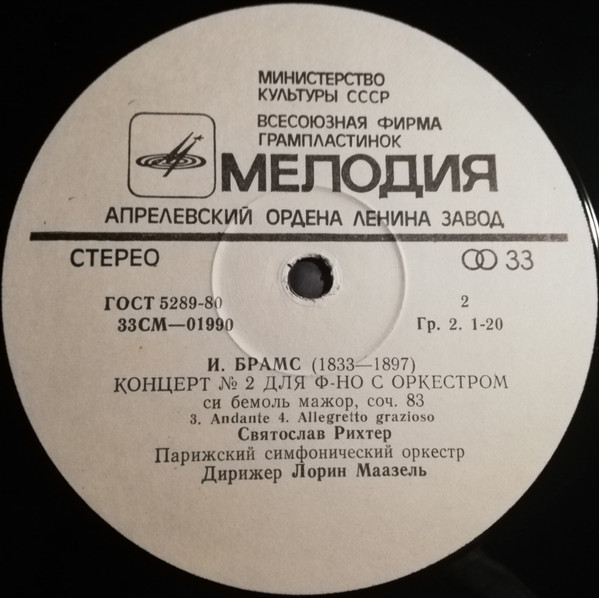 МИНИСТЕРСТВО
КУЛЬТУРЫ СССР
ВСЕСОЮЗНАЯ ФИРМА
ГРАМПЛАСТИНОК
МЕЛОДИЯ
АПРЕЛЕВСКИЙ ОРДЕНА ЛЕНИНА ЗАВОД
СТЕРЕО 33
ГОСТ 5289-80 2
33СМ—01990 Гр. 2. 1-20
И. БРАМС (1833—1897)
КОНЦЕРТ № 2 ДЛЯ Ф-НО С ОРКЕСТРОМ
си бемоль мажор, соч. 83
3. Andante 4. Allegretto grazioso
Святослав Рихтер
Парижский симфонический оркестр
Дирижер Лорин Маазель